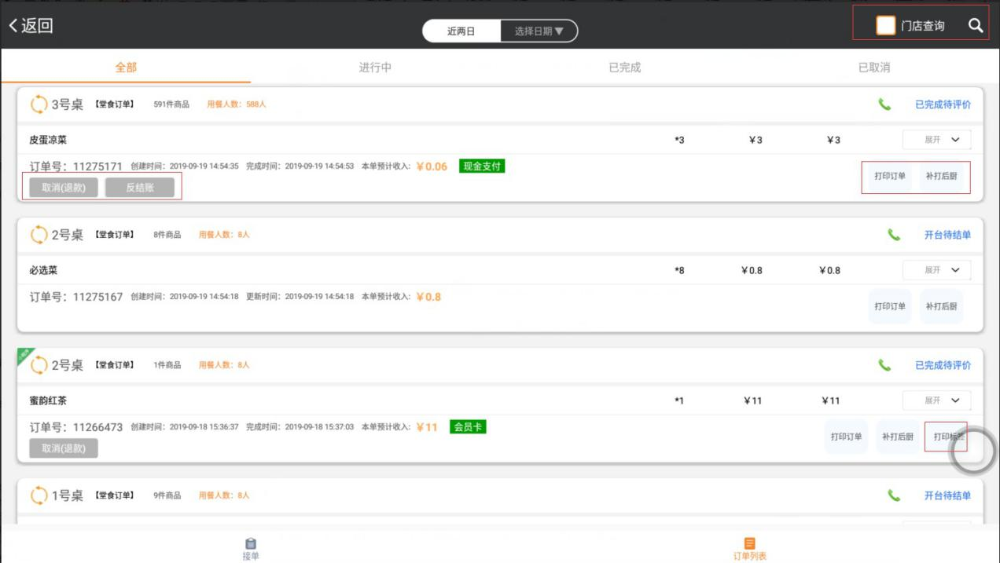 返回
近两日 选择日期▼ 门店查询
全部 进行中 已完成 已取消
3号桌 【堂食订单】 591件商品 用餐人数：588人 已完成待评价
皮蛋凉菜 *3 ￥3 ￥3 展开
订单号：11275171 创建时间：2019-09-19 14:54:35 完成时间：2019-09-19 14:54:53 本单预计收入：￥0.06 现金支付
打印订单 补打后厨
取消(退款) 反结账
2号桌 【堂食订单】 8件商品 用餐人数：8人 开台待结单
必选菜 *8 ￥0.8 ￥0.8 展开
订单号：11275167 创建时间：2019-09-19 14:54:18 更新时间：2019-09-19 14:54:18 本单预计收入：￥0.8
打印订单 补打后厨
2号桌 【堂食订单】 1件商品 用餐人数：8人 已完成待评价
蜜韵红茶 *1 ￥11 ￥11 展开
订单号：11266473 创建时间：2019-09-18 15:36:37 完成时间：2019-09-18 15:37:03 本单预计收入：￥11 会员卡
打印订单 补打后厨 打印标签
取消(退款)
1号桌 【堂食订单】 9件商品 用餐人数：8人 开台待结单
接单 订单列表